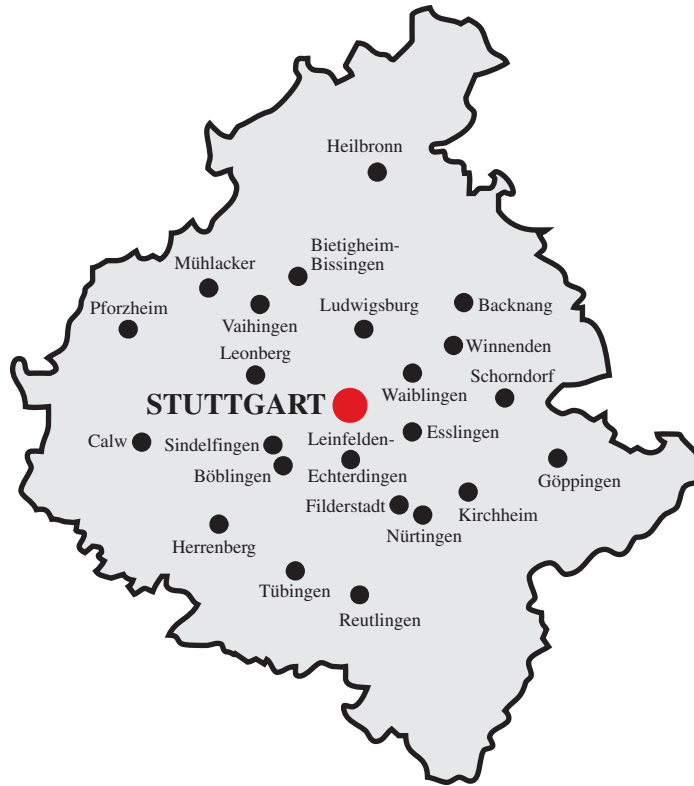 Heilbronn
Bietigheim-
Bissingen
Mühlacker
Pforzheim
Vaihingen
Ludwigsburg
Backnang
Winnenden
Leonberg
Schorndorf
Waiblingen
STUTTGART
Calw
Sindelfingen
Leinfelden-
Echterdingen
Esslingen
Böblingen
Göppingen
Filderstadt
Kirchheim
Nürtingen
Herrenberg
Tübingen
Reutlingen